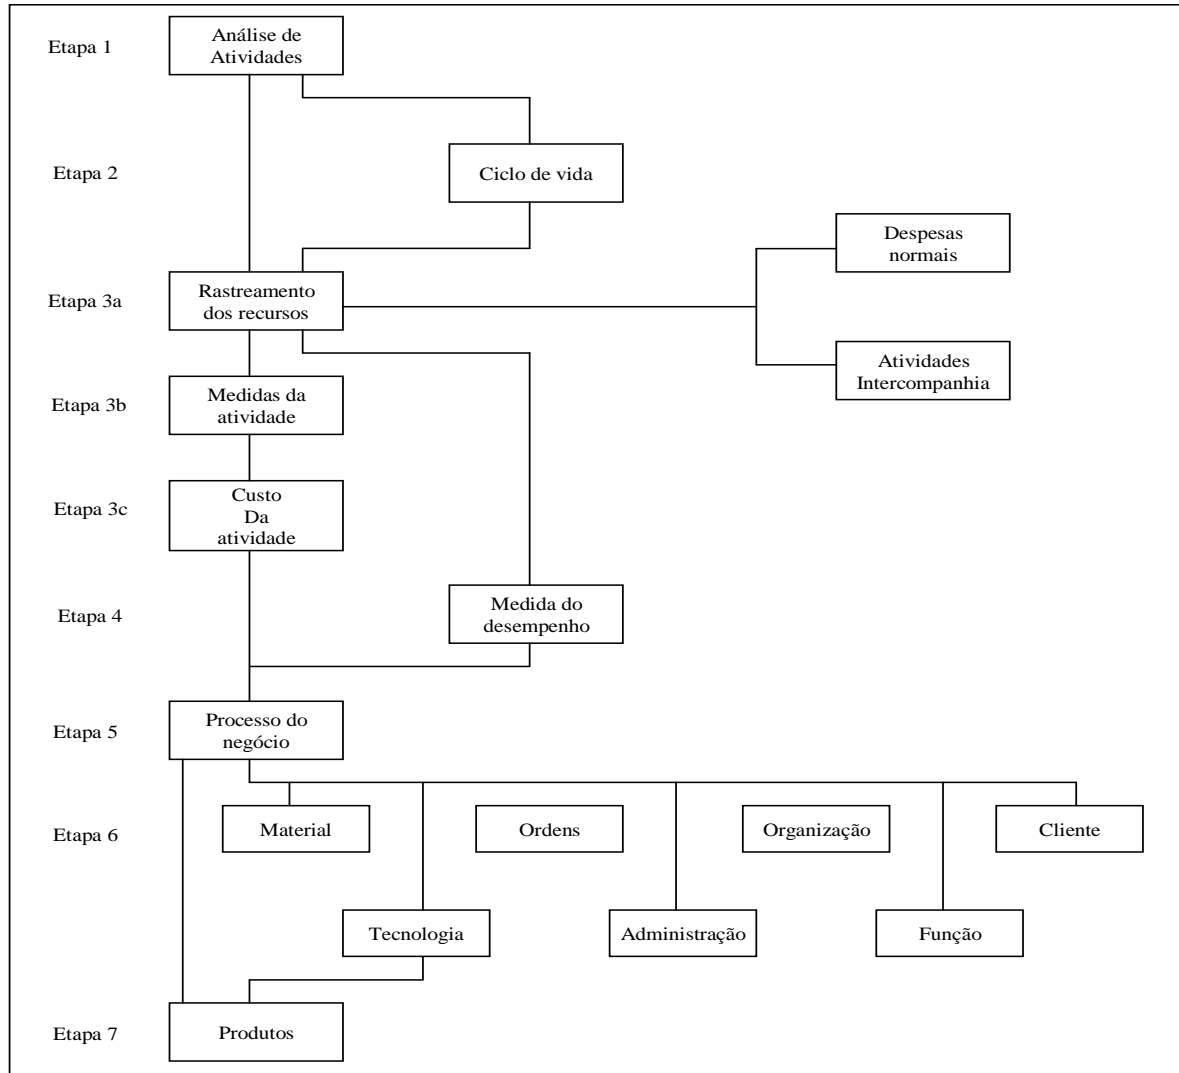 Etapa 1
Análise de
Atividades
Etapa 2
Ciclo de vida
Despesas
normais
Etapa 3a
Rastreamento
dos recursos
Atividades
Intercompanhia
Etapa 3b
Medidas da
atividade
Etapa 3c
Custo
Da
atividade
Etapa 4
Medida do
desempenho
Etapa 5
Processo do
negócio
Etapa 6
Material
Ordens
Organização
Cliente
Tecnologia
Administração
Função
Etapa 7
Produtos